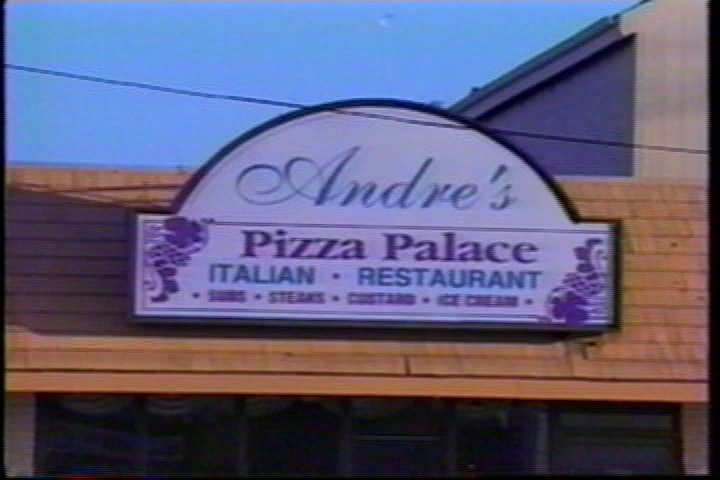 Andre's
Pizza Palace
ITALIAN • RESTAURANT
• SUBS • STEAKS • CUSTARD • ICE CREAM •